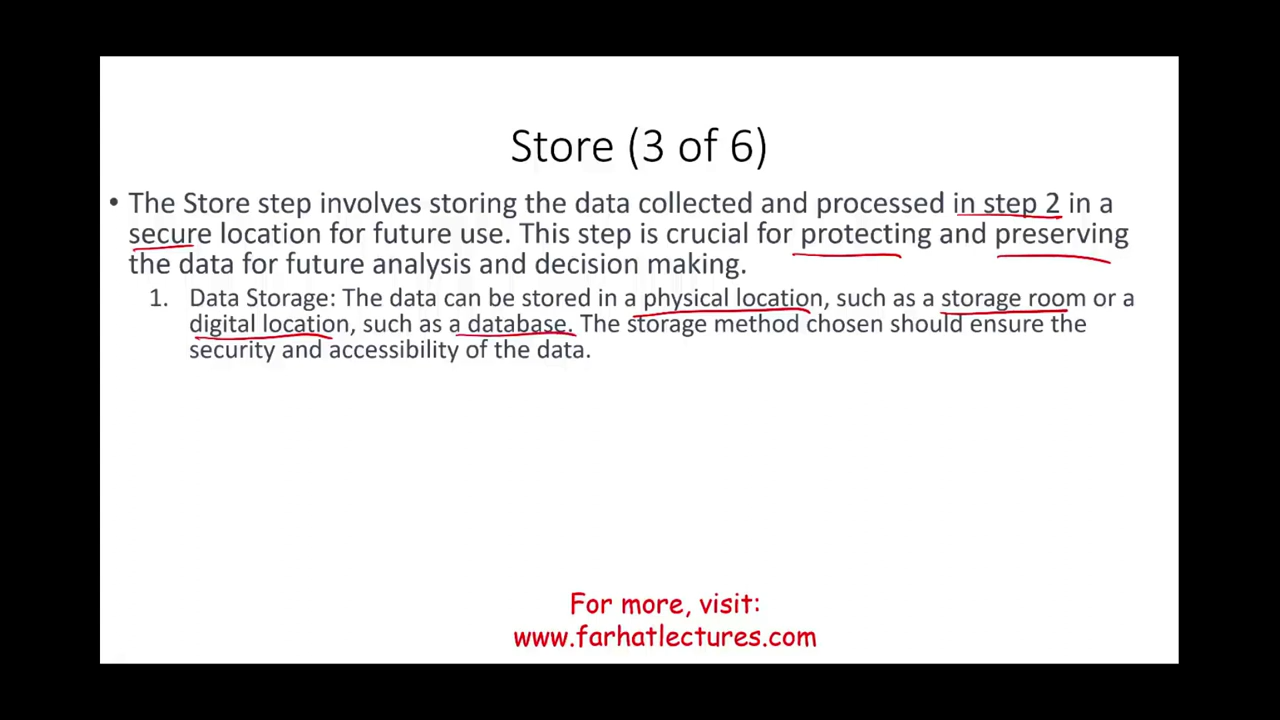 Store (3 of 6)
• The Store step involves storing the data collected and processed in step 2 in a
secure location for future use. This step is crucial for protecting and preserving
the data for future analysis and decision making.
1. Data Storage: The data can be stored in a physical location, such as a storage room or a
digital location, such as a database. The storage method chosen should ensure the
security and accessibility of the data.
For more, visit:
www.farhatlectures.com